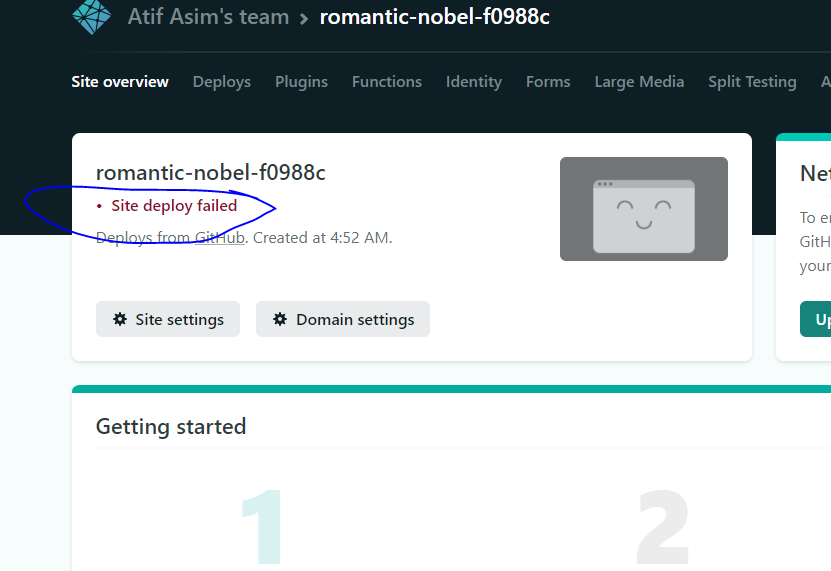 Atif Asim's team > romantic-nobel-f0988c
Site overview Deploys Plugins Functions Identity Forms Large Media Split Testing A
romantic-nobel-f0988c
• Site deploy failed
Deploys from GitHub. Created at 4:52 AM.
Site settings Domain settings
Net
To en
GitH
your
Up
Getting started
1 2